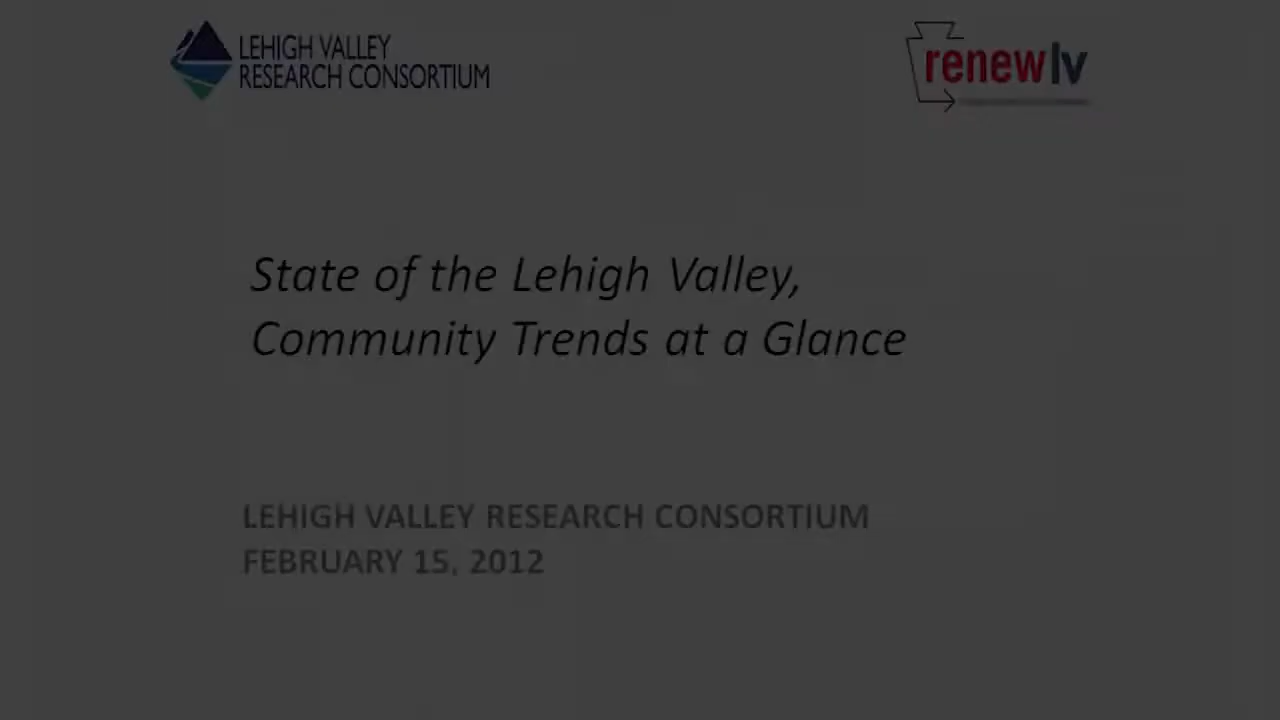 LEHIGH VALLEY
RESEARCH CONSORTIUM
renewlv
State of the Lehigh Valley,
Community Trends at a Glance
LEHIGH VALLEY RESEARCH CONSORTIUM
FEBRUARY 15, 2012